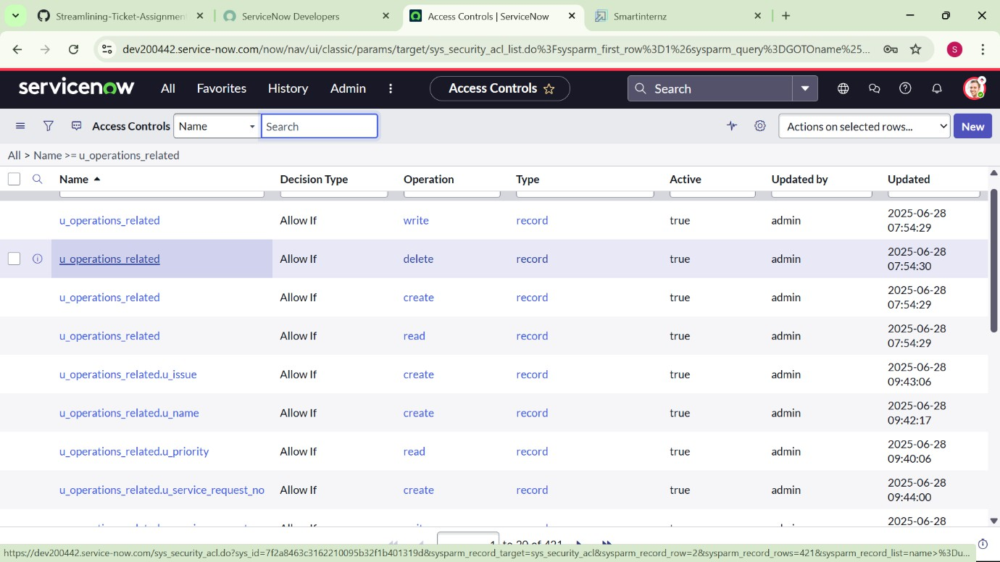 Streamlining-Ticket-Assignmen
ServiceNow Developers
Access Controls | ServiceNow
Smartinternz
dev200442.service-now.com/now/nav/ui/classic/params/target/sys_security_acl_list.do%3Fsysparm_first_row%3D1%26sysparm_query%3DGOTOname%25...
S
servicenow
All
Favorites
History
Admin
Access Controls
Search
Access Controls
Name
Search
Actions on selected rows...
New
All > Name >= u_operations_related
Name Decision Type Operation Type Active Updated by Updated
u_operations_related Allow If write record true admin 2025-06-28 07:54:29
u_operations_related Allow If delete record true admin 2025-06-28 07:54:30
u_operations_related Allow If create record true admin 2025-06-28 07:54:29
u_operations_related Allow If read record true admin 2025-06-28 07:54:29
u_operations_related.u_issue Allow If create record true admin 2025-06-28 09:43:06
u_operations_related.u_name Allow If create record true admin 2025-06-28 09:42:17
u_operations_related.u_priority Allow If read record true admin 2025-06-28 09:40:06
u_operations_related.u_service_request_no Allow If create record true admin 2025-06-28 09:44:00
2025-06-28
1 to 20 of 421
https://dev200442.service-now.com/sys_security_acl.do?sys_id=7f2a8463c3162210095b32f1b401319d&sysparm_record_target=sys_security_acl&sysparm_record_row=2&sysparm_record_rows=421&sysparm_record_list=name>%3Du...